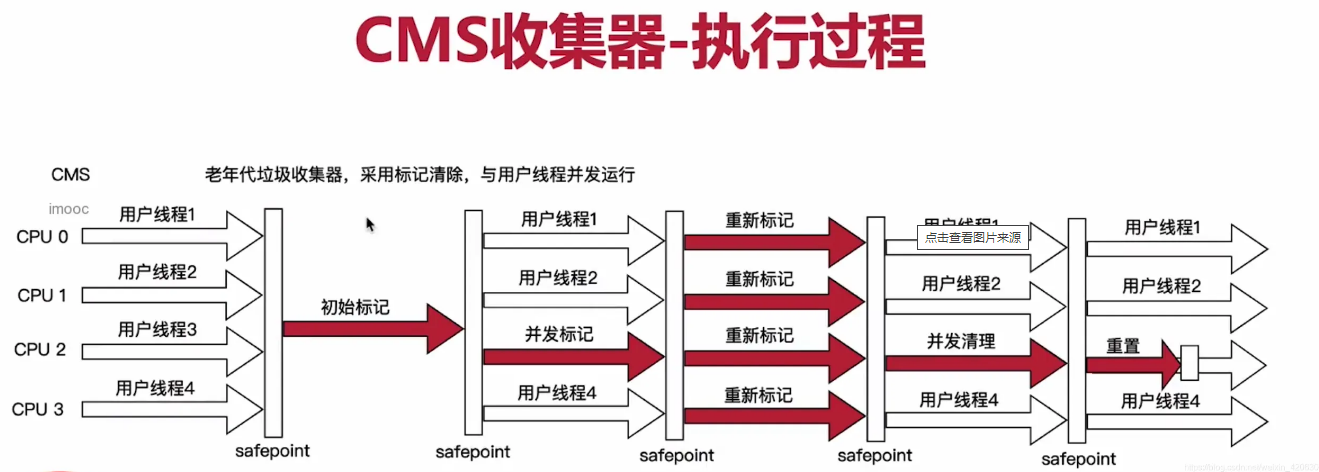 CMS收集器-执行过程
CMS
老年代垃圾收集器，采用标记清除，与用户线程并发运行
imooc
用户线程1
用户线程1
重新标记
用户线程1
点击查看图片来源
用户线程1
CPU 0
用户线程2
用户线程2
重新标记
用户线程2
用户线程2
CPU 1
初始标记
用户线程3
并发标记
重新标记
并发清理
重置
CPU 2
用户线程4
用户线程4
重新标记
用户线程4
用户线程4
CPU 3
safepoint
safepoint
safepoint
safepoint
safepoint